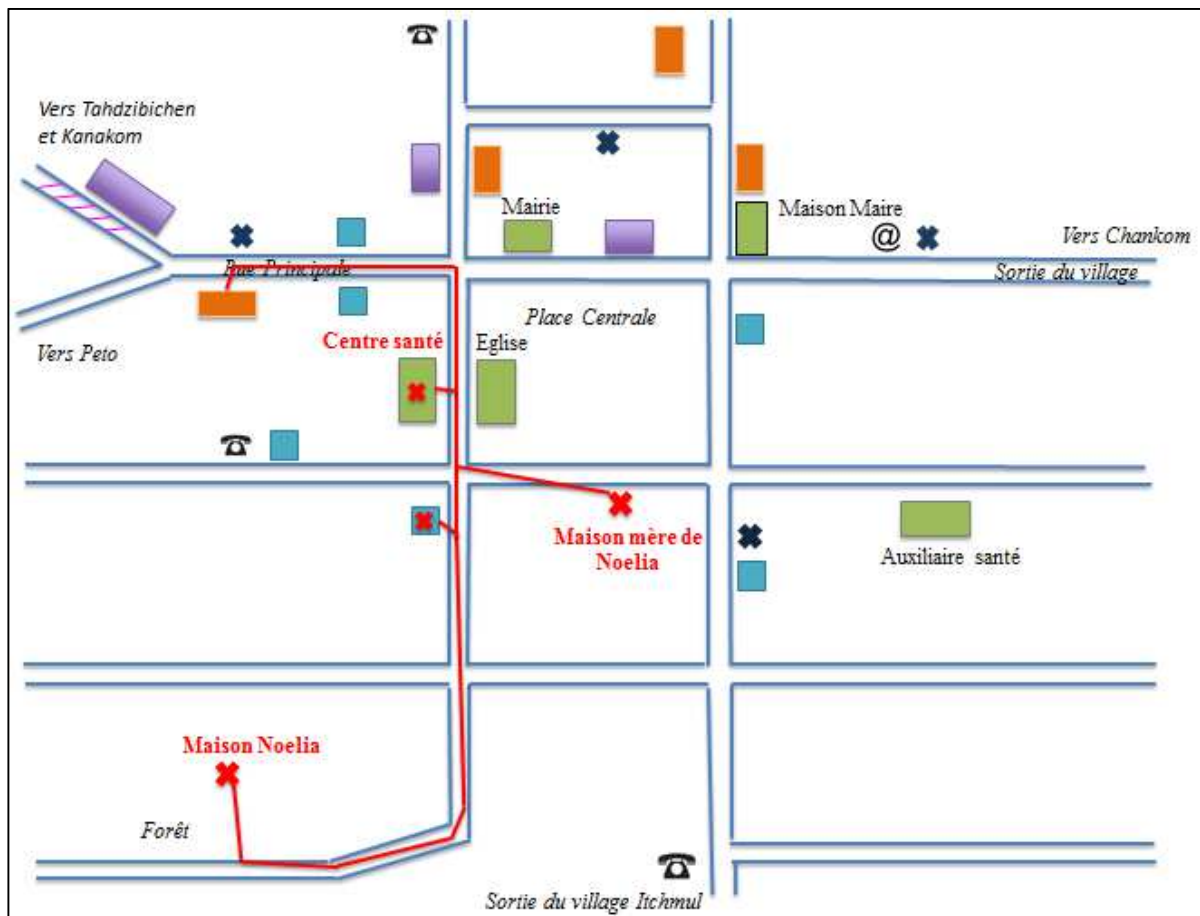 Vers Tahdzibichen
et Kanakom
Mairie
Maison Maire
@
Vers Chankom
Rue Principale
Sortie du village
Place Centrale
Centre santé
Eglise
Vers Peto
Maison mère de
Noelia
Auxiliaire santé
Maison Noelia
Forêt
Sortie du village Itchmul